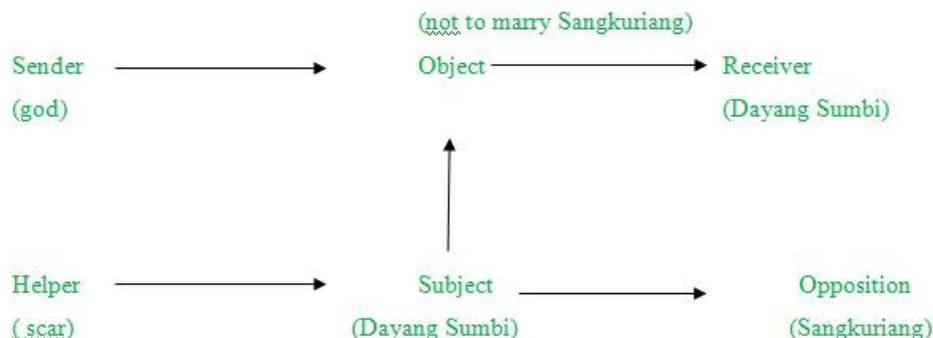 (not to marry Sangkuriang)
Sender Object Receiver
(god) (Dayang Sumbi)
Helper Subject Opposition
( scar) (Dayang Sumbi) (Sangkuriang)